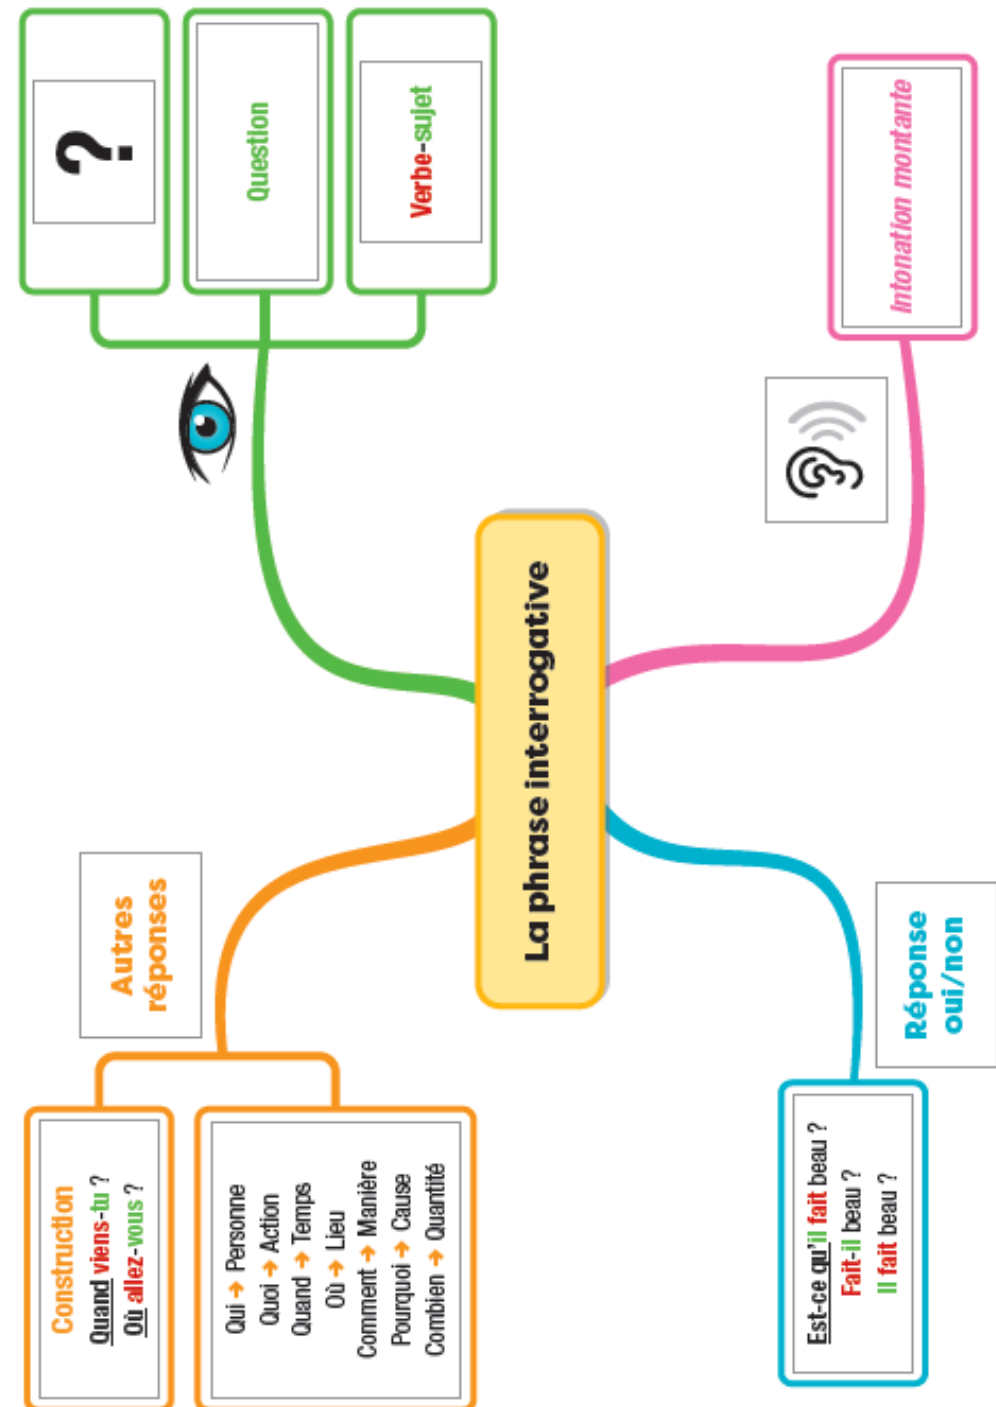 La phrase interrogative
Autres
réponses
Construction
Quand viens-tu ?
Où allez-vous ?
Qui ➔ Personne
Quoi ➔ Action
Quand ➔ Temps
Où ➔ Lieu
Comment ➔ Manière
Pourquoi ➔ Cause
Combien ➔ Quantité
?
Question
Verbe-sujet
Réponse
oui/non
Est-ce qu'il fait beau ?
Fait-il beau ?
Il fait beau ?
Intonation montante